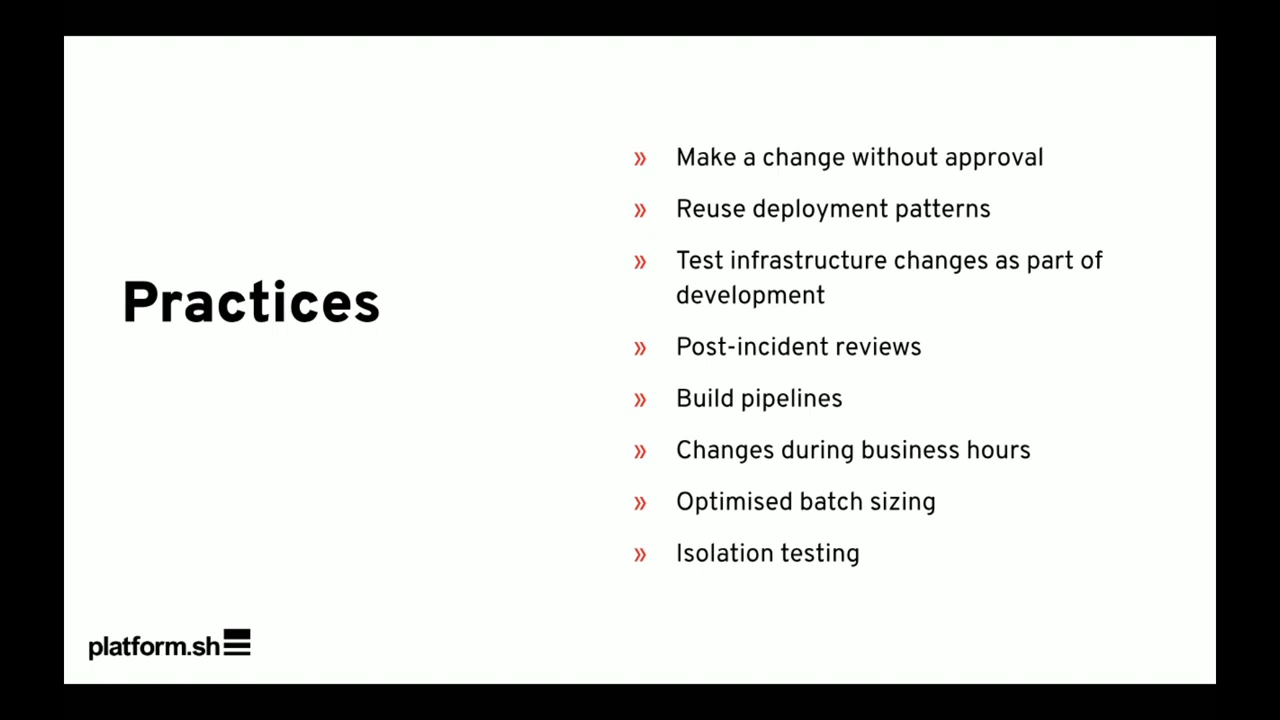 Practices
» Make a change without approval
» Reuse deployment patterns
» Test infrastructure changes as part of
development
» Post-incident reviews
» Build pipelines
» Changes during business hours
» Optimised batch sizing
» Isolation testing
platform.sh